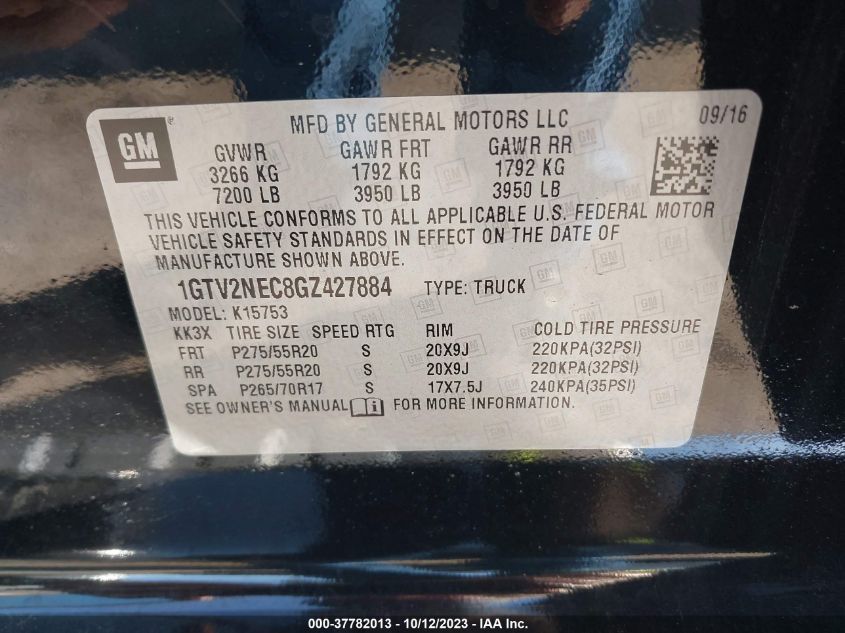 GM
MFD BY GENERAL MOTORS LLC 09/16
GVWR GAWR FRT GAWR RR
3266 KG 1792 KG 1792 KG
7200 LB 3950 LB 3950 LB
THIS VEHICLE CONFORMS TO ALL APPLICABLE U.S. FEDERAL MOTOR
VEHICLE SAFETY STANDARDS IN EFFECT ON THE DATE OF
MANUFACTURE SHOWN ABOVE.
1GTV2NEC8GZ427884 TYPE: TRUCK
MODEL: K15753
KK3X TIRE SIZE SPEED RTG RIM COLD TIRE PRESSURE
FRT P275/55R20 S 20X9J 220KPA(32PSI)
RR P275/55R20 S 20X9J 220KPA(32PSI)
SPA P265/70R17 S 17X7.5J 240KPA(35PSI)
SEE OWNER'S MANUAL i FOR MORE INFORMATION.
000-37782013 - 10/12/2023 - IAA Inc.